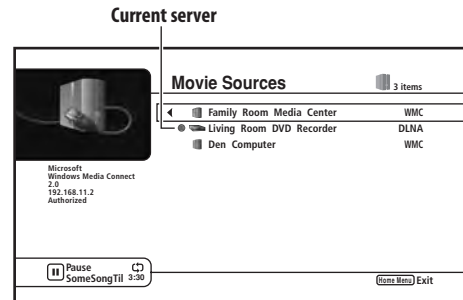 Current server
Movie Sources
3 items
Family Room Media Center WMC
Living Room DVD Recorder DLNA
Den Computer WMC
Microsoft
Windows Media Connect
2.0
192.168.11.2
Authorized
Pause
SomeSongTil 3:30
Home Menu Exit